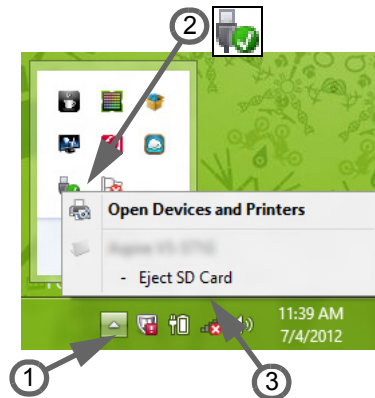 2
Open Devices and Printers
- Eject SD Card
11:39 AM
7/4/2012
1
3